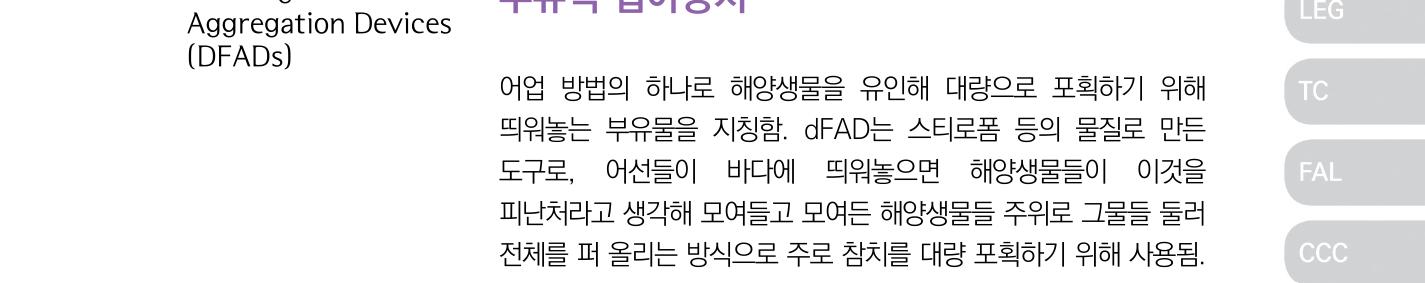 Aggregation Devices
(DFADs)
어업 방법의 하나로 해양생물을 유인해 대량으로 포획하기 위해
띄워놓는 부유물을 지칭함. dFAD는 스티로폼 등의 물질로 만든
도구로, 어선들이 바다에 띄워놓으면 해양생물들이 이것을
피난처라고 생각해 모여들고 모여든 해양생물들 주위로 그물들 둘러
전체를 퍼 올리는 방식으로 주로 참치를 대량 포획하기 위해 사용됨.
LEG
TC
FAL
CCC